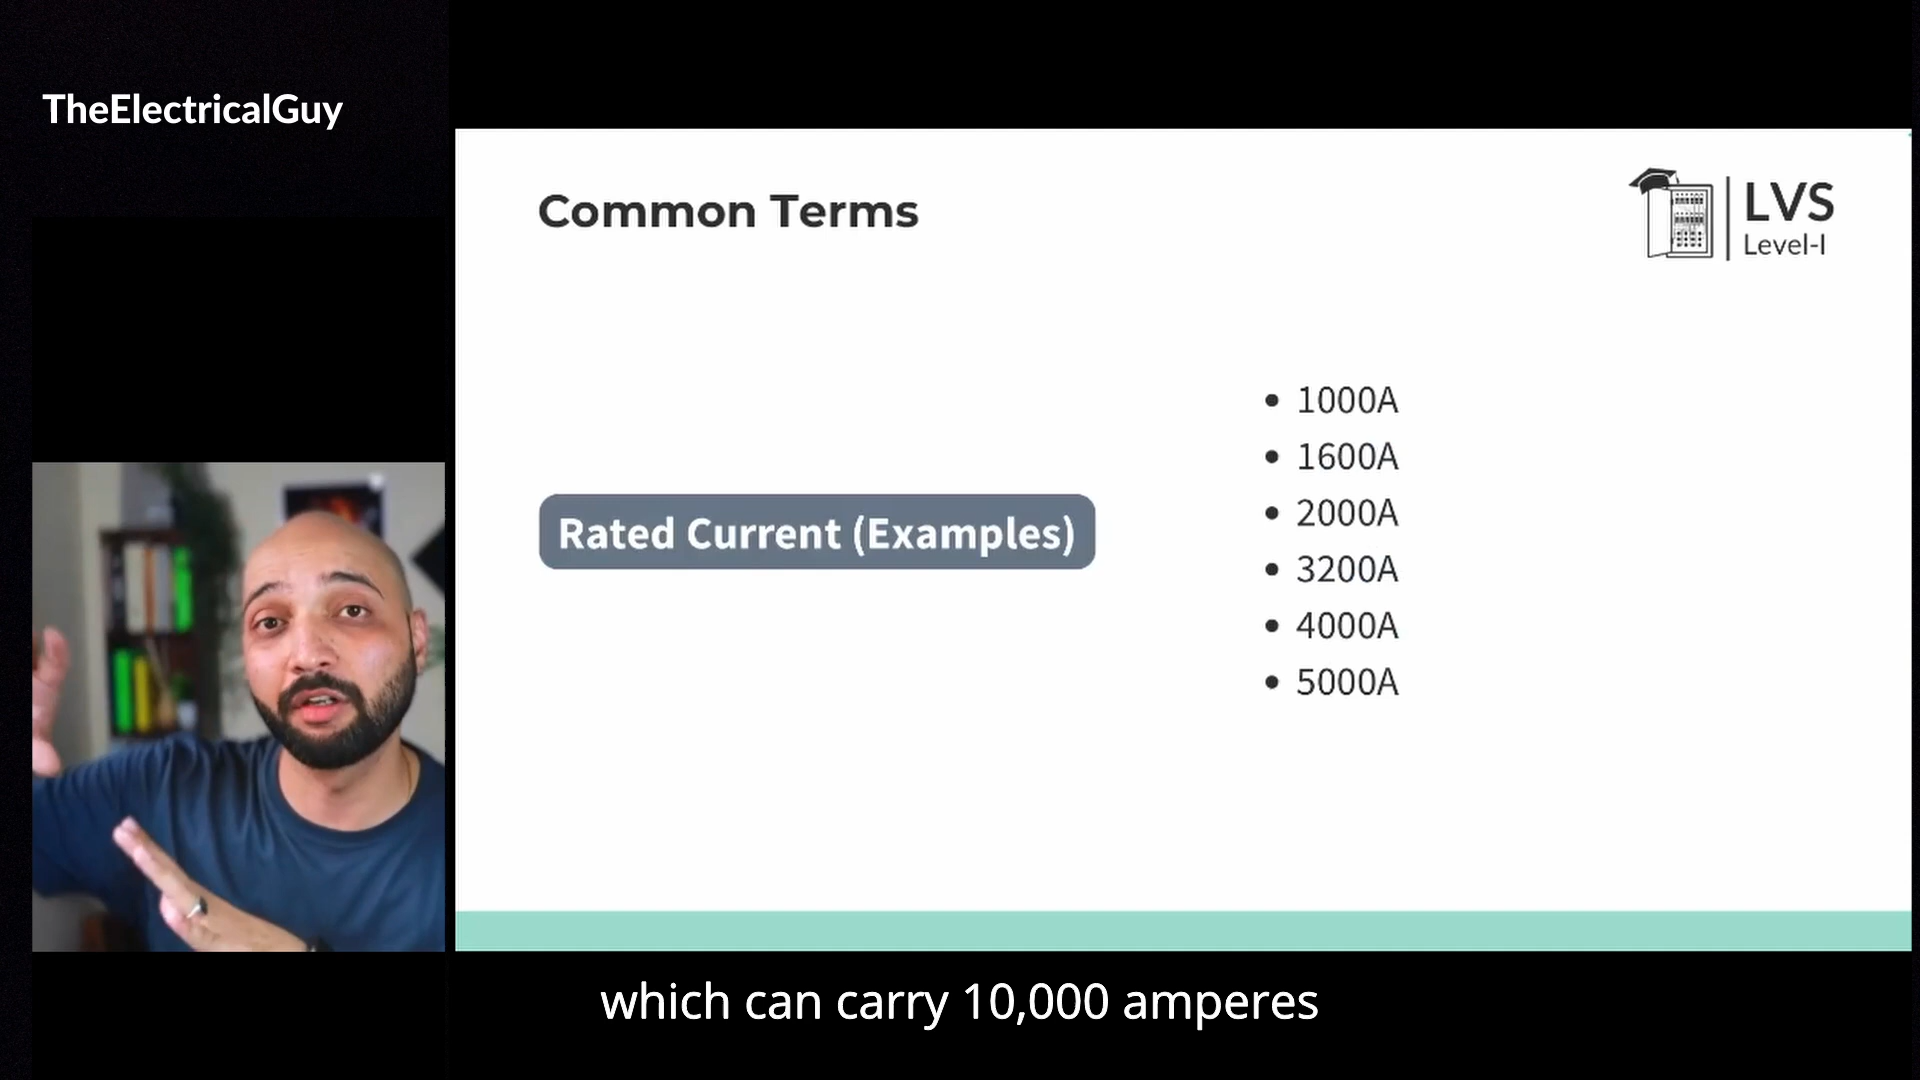 TheElectricalGuy
Common Terms
LVS
Level-I
Rated Current (Examples)
• 1000A
• 1600A
• 2000A
• 3200A
• 4000A
• 5000A
which can carry 10,000 amperes